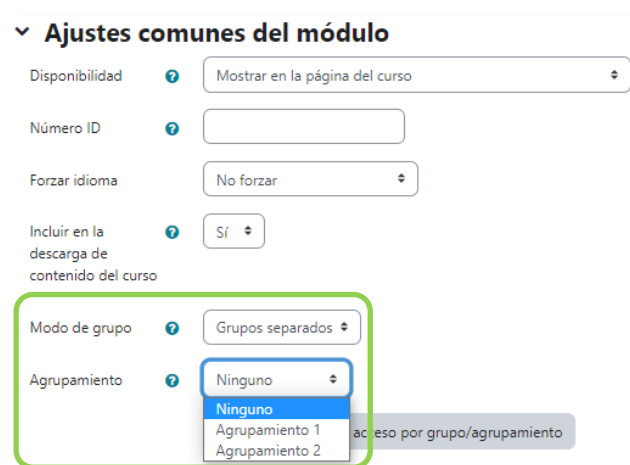 Ajustes comunes del módulo
Disponibilidad Mostrar en la página del curso
Número ID
Forzar idioma No forzar
Incluir en la Sí
descarga de
contenido del curso
Modo de grupo Grupos separados
Agrupamiento Ninguno
Ninguno
Agrupamiento 1 acceso por grupo/agrupamiento
Agrupamiento 2